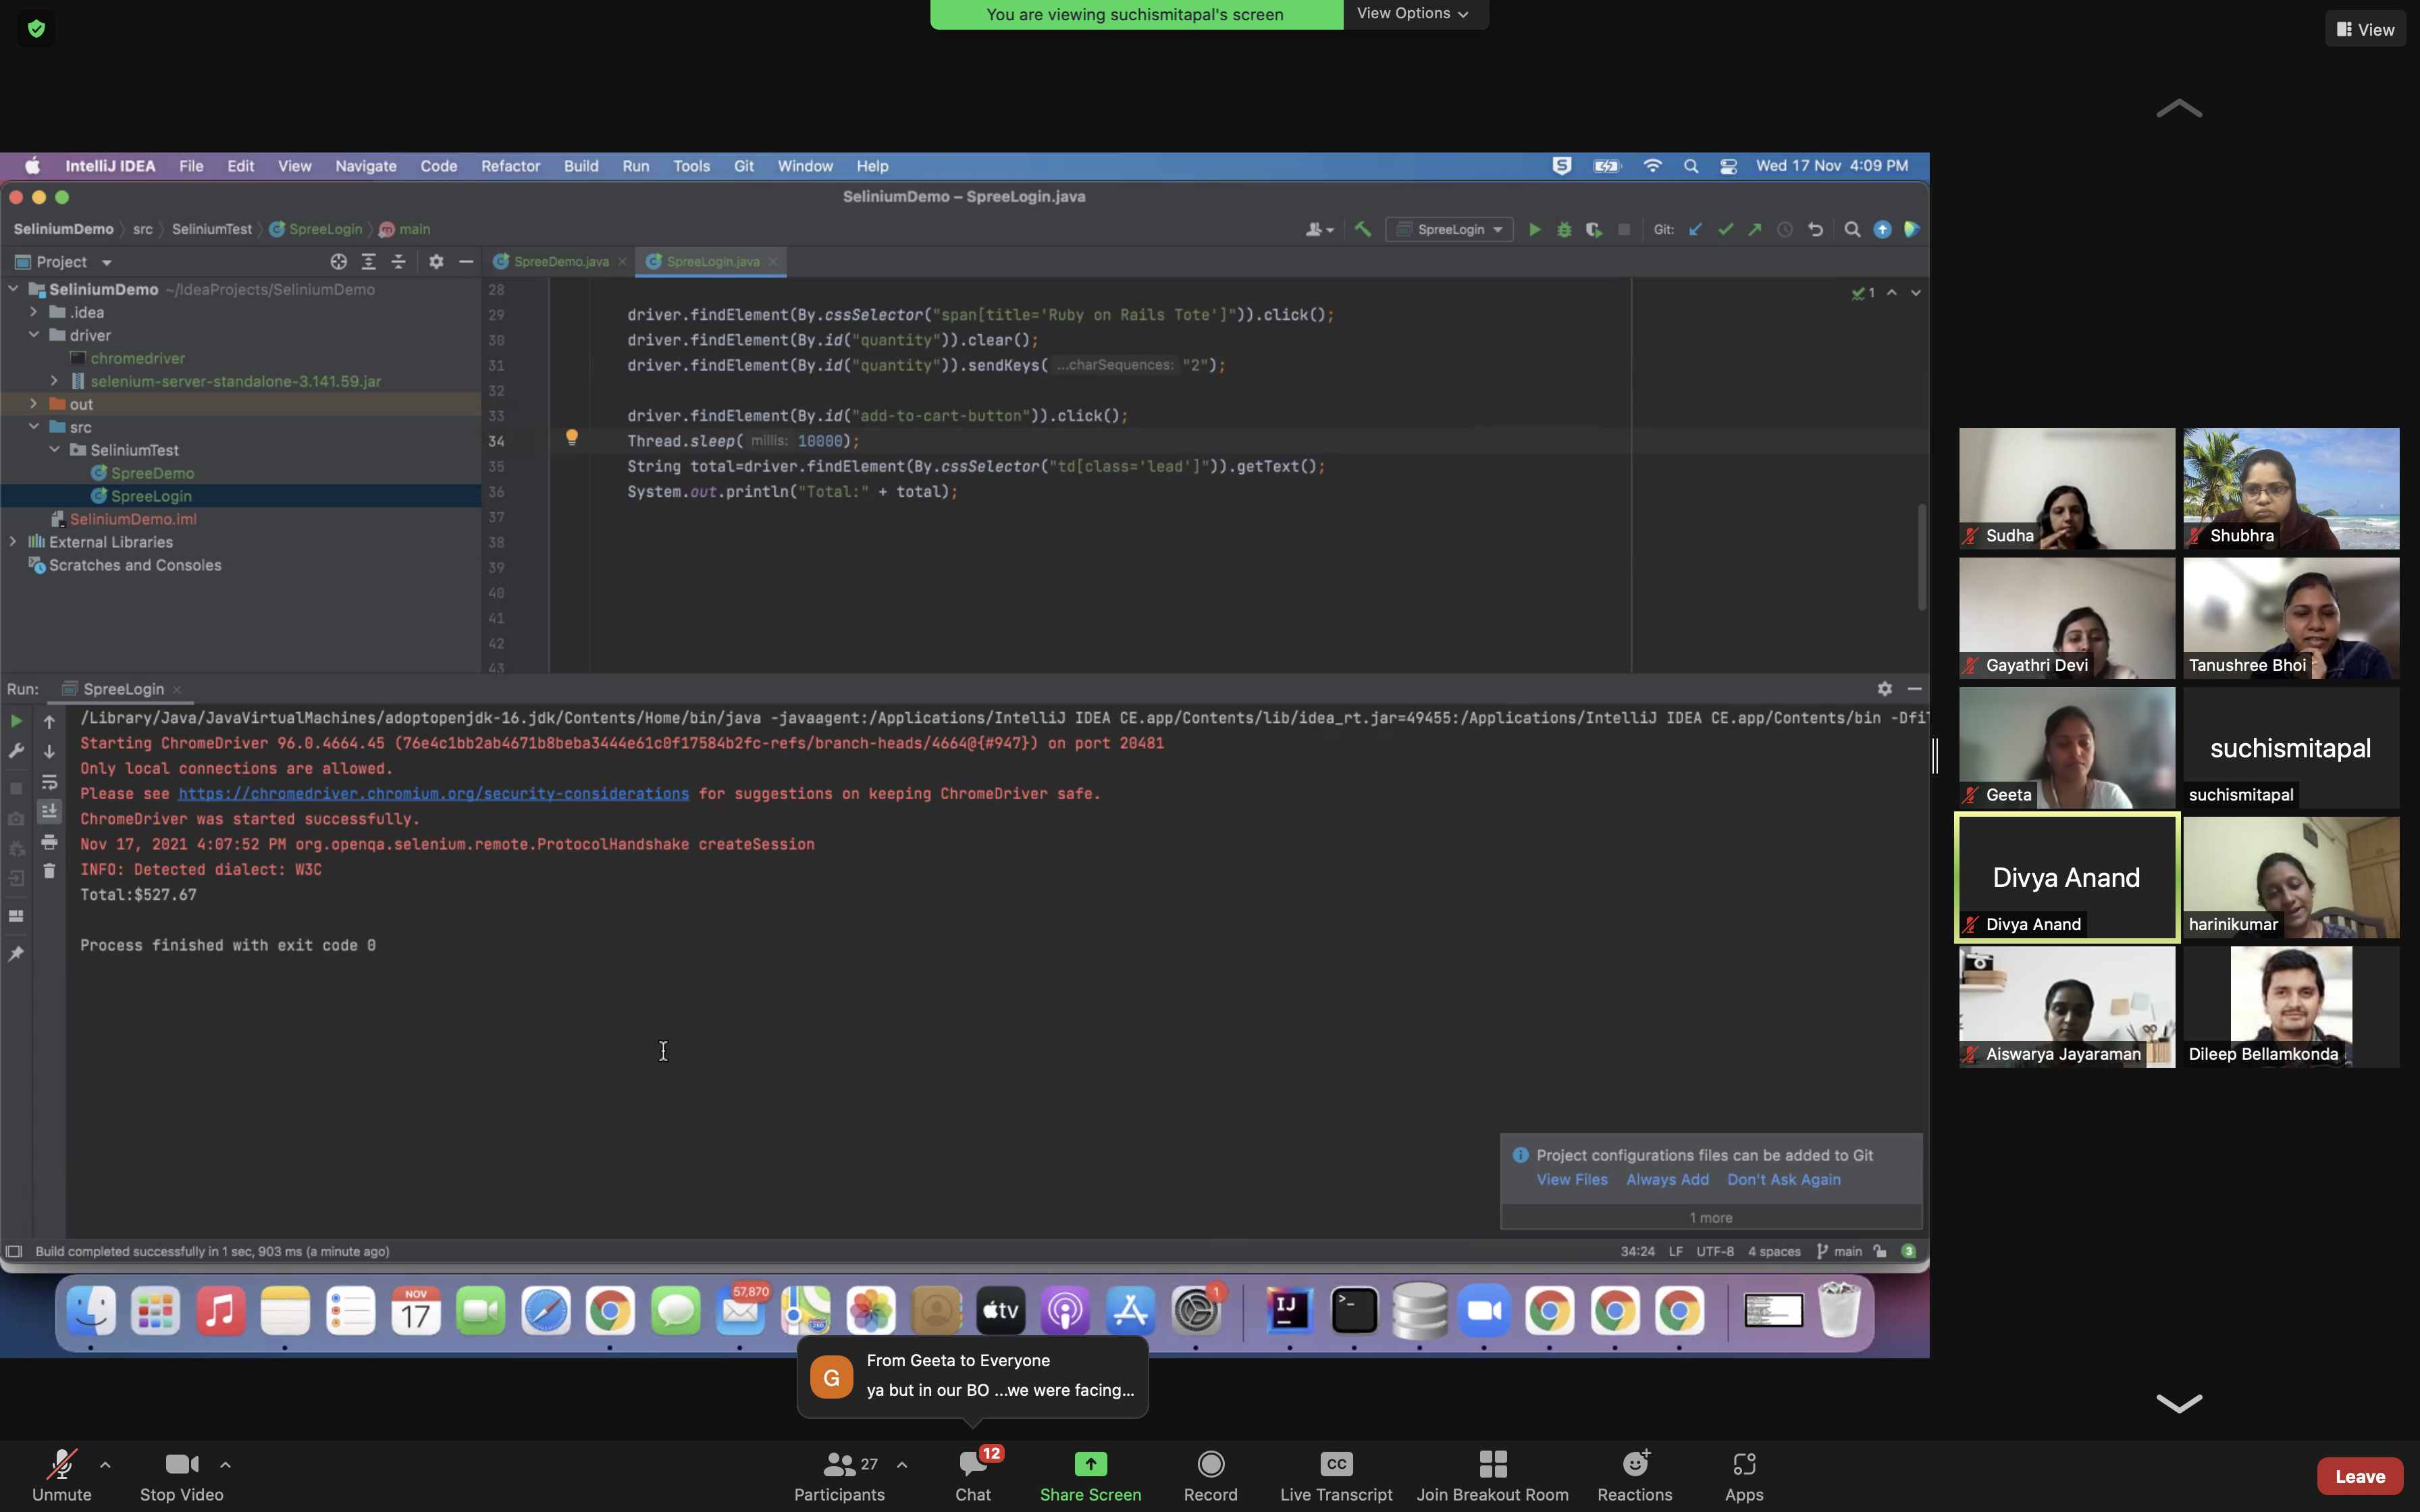 You are viewing suchismitapal's screen
View Options
View
IntelliJ IDEA File Edit View Navigate Code Refactor Build Run Tools Git Window Help
Wed 17 Nov 4:09 PM
SeliniumDemo – SpreeLogin.java
SeliniumDemo src SeliniumTest SpreeLogin main
SpreeLogin
Git:
Project
SpreeDemo.java
SpreeLogin.java
SeliniumDemo ~/IdeaProjects/SeliniumDemo
.idea
driver
chromedriver
selenium-server-standalone-3.141.59.jar
out
src
SeliniumTest
SpreeDemo
SpreeLogin
SeliniumDemo.iml
External Libraries
Scratches and Consoles
1
28
29 driver.findElement(By.cssSelector("span[title='Ruby on Rails Tote']")).click();
30 driver.findElement(By.id("quantity")).clear();
31 driver.findElement(By.id("quantity")).sendKeys( ...charSequences: "2");
32
33 driver.findElement(By.id("add-to-cart-button")).click();
34 Thread.sleep( millis: 10000);
35 String total=driver.findElement(By.cssSelector("td[class='lead']")).getText();
36 System.out.println("Total:" + total);
37
38
39
40
41
42
43
Run: SpreeLogin
/Library/Java/JavaVirtualMachines/adoptopenjdk-16.jdk/Contents/Home/bin/java -javaagent:/Applications/IntelliJ IDEA CE.app/Contents/lib/idea_rt.jar=49455:/Applications/IntelliJ IDEA CE.app/Contents/bin -Dfi
Starting ChromeDriver 96.0.4664.45 (76e4c1bb2ab4671b8beba3444e61c0f17584b2fc-refs/branch-heads/4664@{#947}) on port 20481
Only local connections are allowed.
Please see https://chromedriver.chromium.org/security-considerations for suggestions on keeping ChromeDriver safe.
ChromeDriver was started successfully.
Nov 17, 2021 4:07:52 PM org.openqa.selenium.remote.ProtocolHandshake createSession
INFO: Detected dialect: W3C
Total:$527.67
Process finished with exit code 0
Project configurations files can be added to Git
View Files Always Add Don't Ask Again
1 more
Build completed successfully in 1 sec, 903 ms (a minute ago)
34:24 LF UTF-8 4 spaces main 3
NOV
17
57,870
tv
1
IJ
Sudha
Shubhra
Gayathri Devi
Tanushree Bhoi
Geeta
suchismitapal
suchismitapal
Divya Anand
Divya Anand
harinikumar
Aiswarya Jayaraman
Dileep Bellamkonda
G
From Geeta to Everyone
ya but in our BO ...we were facing...
Unmute
Stop Video
27
Participants
12
Chat
Share Screen
Record
CC
Live Transcript
Join Breakout Room
Reactions
Apps
Leave